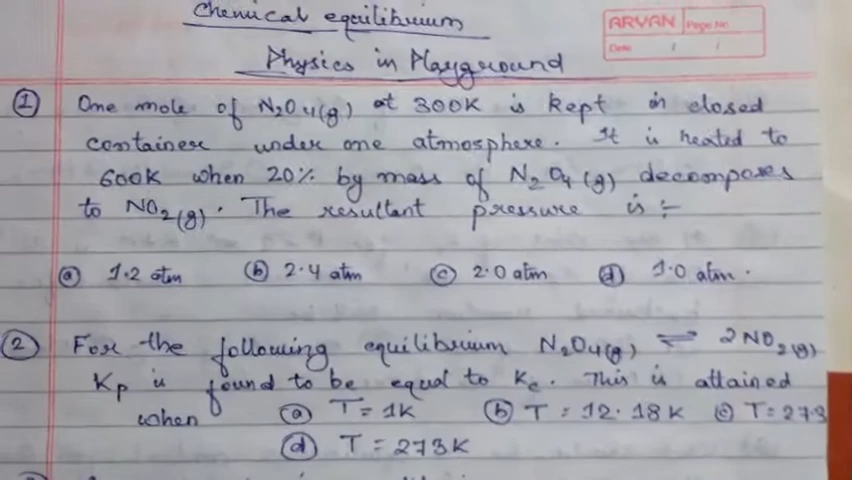 Chemical equilibrium
ARYAN Page No.
Date / /
Physics in Playground
① One mole of N₂O₄(g) at 300K is kept in closed
container under one atmosphere. It is heated to
600K when 20% by mass of N₂O₄(g) decomposes
to NO₂(g). The resultant pressure is :-
ⓐ 1.2 atm ⓑ 2.4 atm ⓒ 2.0 atm ⓓ 1.0 atm.
② For the following equilibrium N₂O₄(g) ⇌ 2NO₂(g)
Kp is found to be equal to Kc. This is attained
when ⓐ T = 1K ⓑ T = 12.18K ⓒ T = 27.3
ⓓ T = 273K